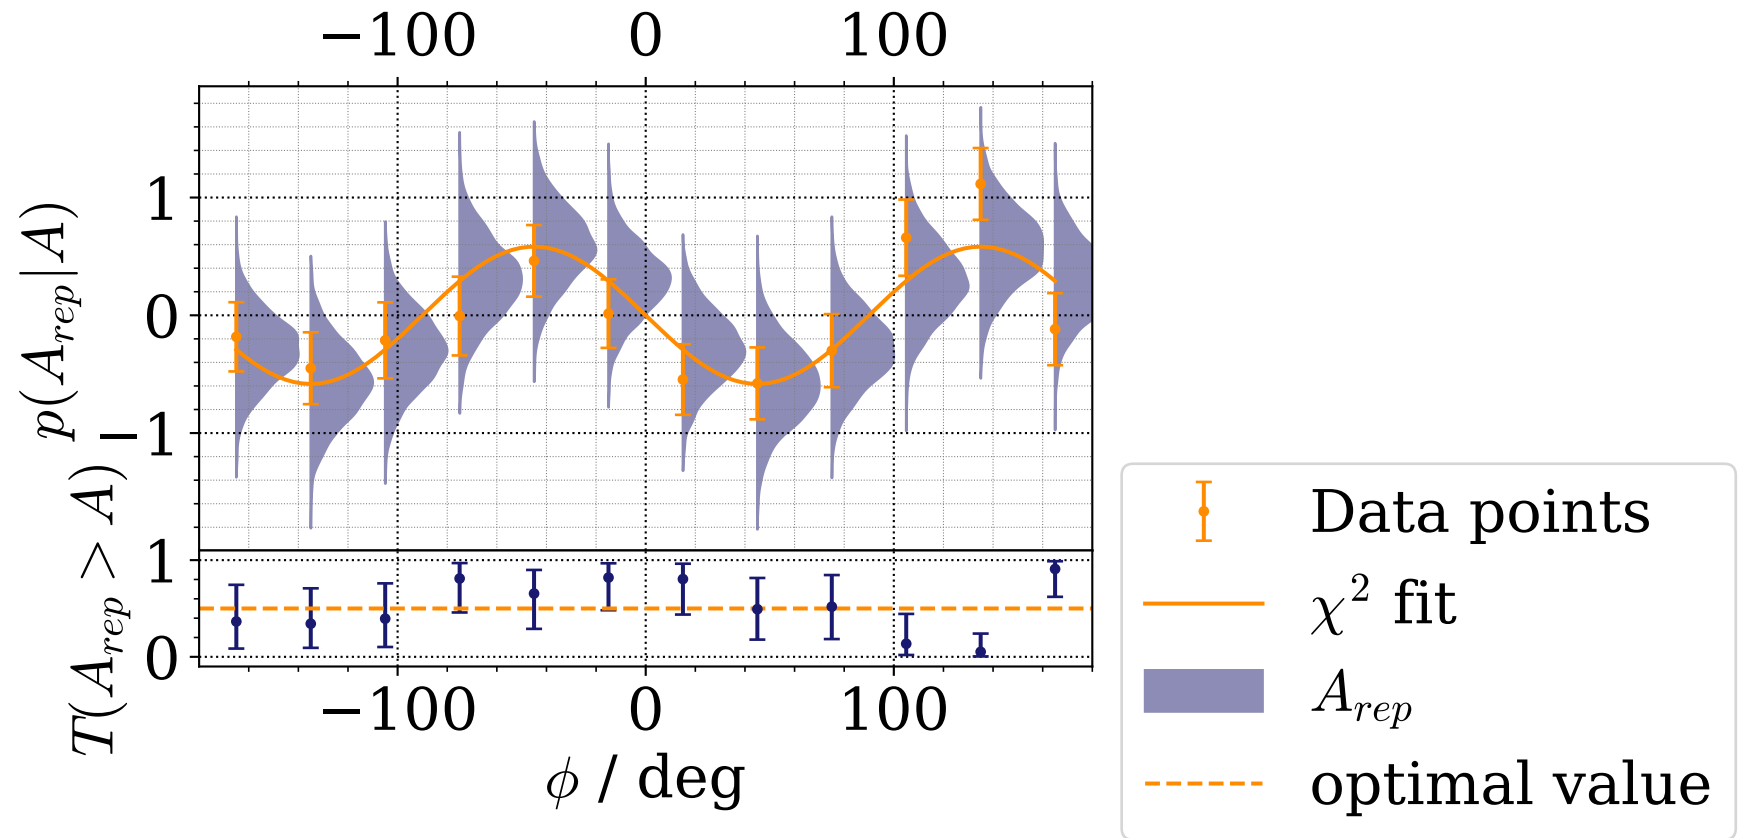 −100 0 100
p(A_rep|A)
1
0
−1
T(A_rep > A)
1
0
−100 0 100
ϕ / deg
Data points
χ² fit
A_rep
optimal value